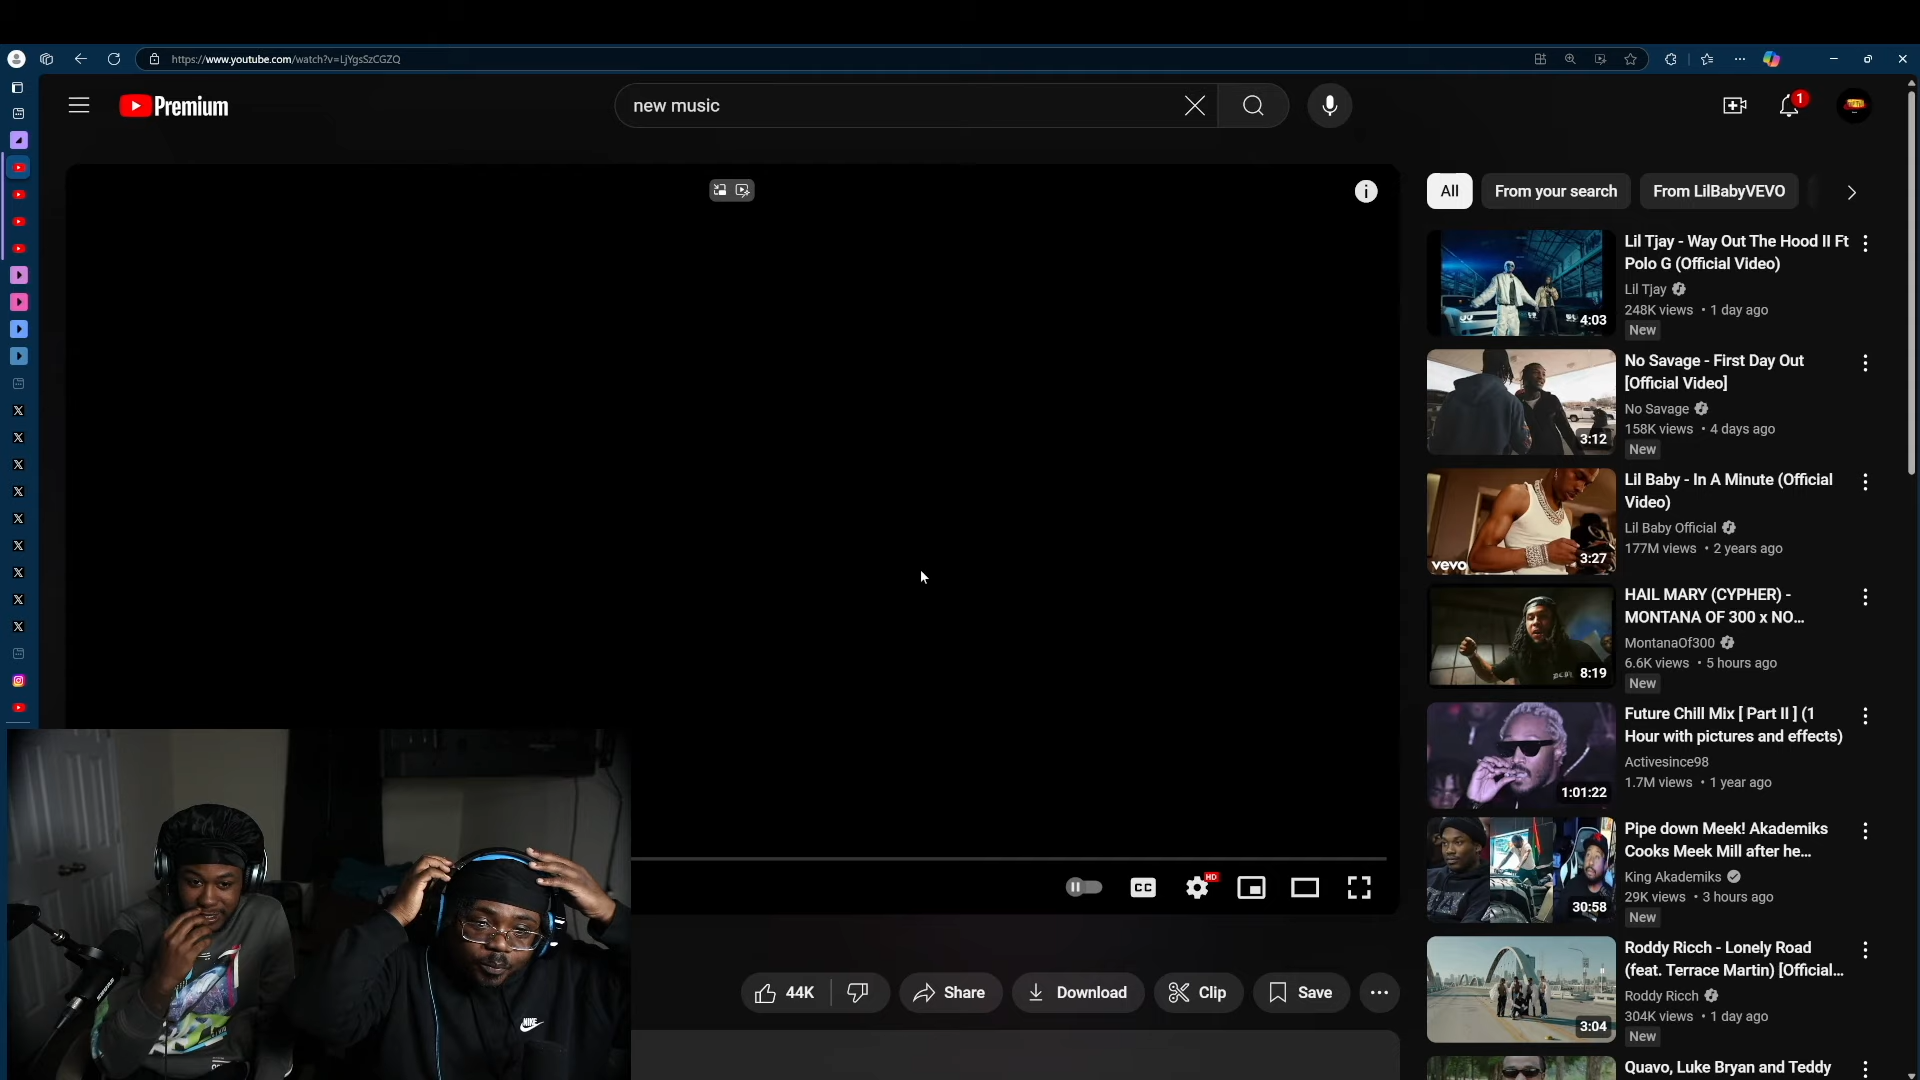 https://www.youtube.com/watch?v=LjYgsSzCGZQ
Premium
new music
1
All
From your search
From LilBabyVEVO
4:03
Lil Tjay - Way Out The Hood II Ft
Polo G (Official Video)
Lil Tjay
248K views • 1 day ago
New
3:12
No Savage - First Day Out
[Official Video]
No Savage
158K views • 4 days ago
New
vevo
3:27
Lil Baby - In A Minute (Official
Video)
Lil Baby Official
177M views • 2 years ago
8:19
HAIL MARY (CYPHER) -
MONTANA OF 300 x NO...
MontanaOf300
6.6K views • 5 hours ago
New
1:01:22
Future Chill Mix [ Part II ] (1
Hour with pictures and effects)
Activesince98
1.7M views • 1 year ago
30:58
Pipe down Meek! Akademiks
Cooks Meek Mill after he...
King Akademiks
29K views • 3 hours ago
New
3:04
Roddy Ricch - Lonely Road
(feat. Terrace Martin) [Official...
Roddy Ricch
304K views • 1 day ago
New
Quavo, Luke Bryan and Teddy
CC
HD
44K
Share
Download
Clip
Save
NIKE